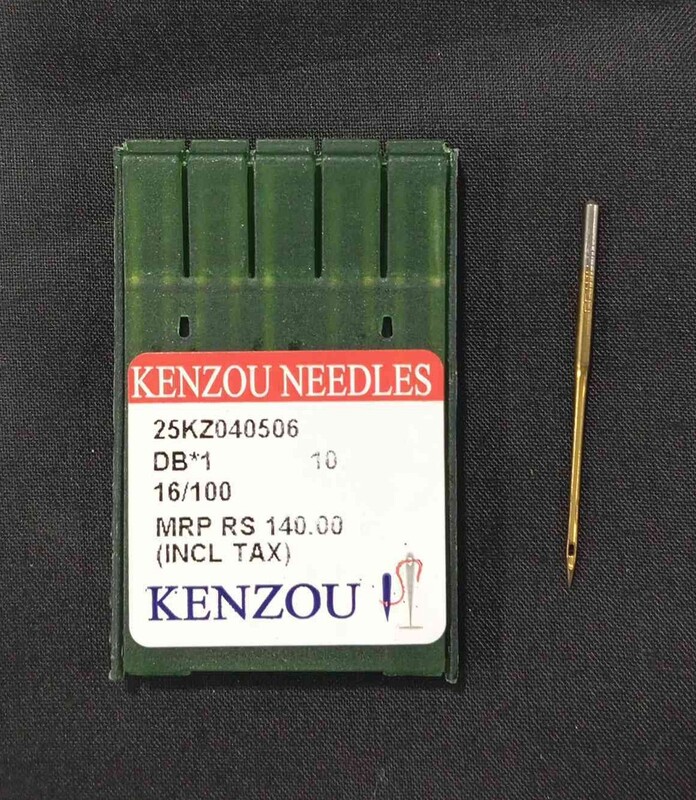 KENZOU NEEDLES
25KZ040506
DB*1 10
16/100
MRP RS 140.00
(INCL TAX)
KENZOU